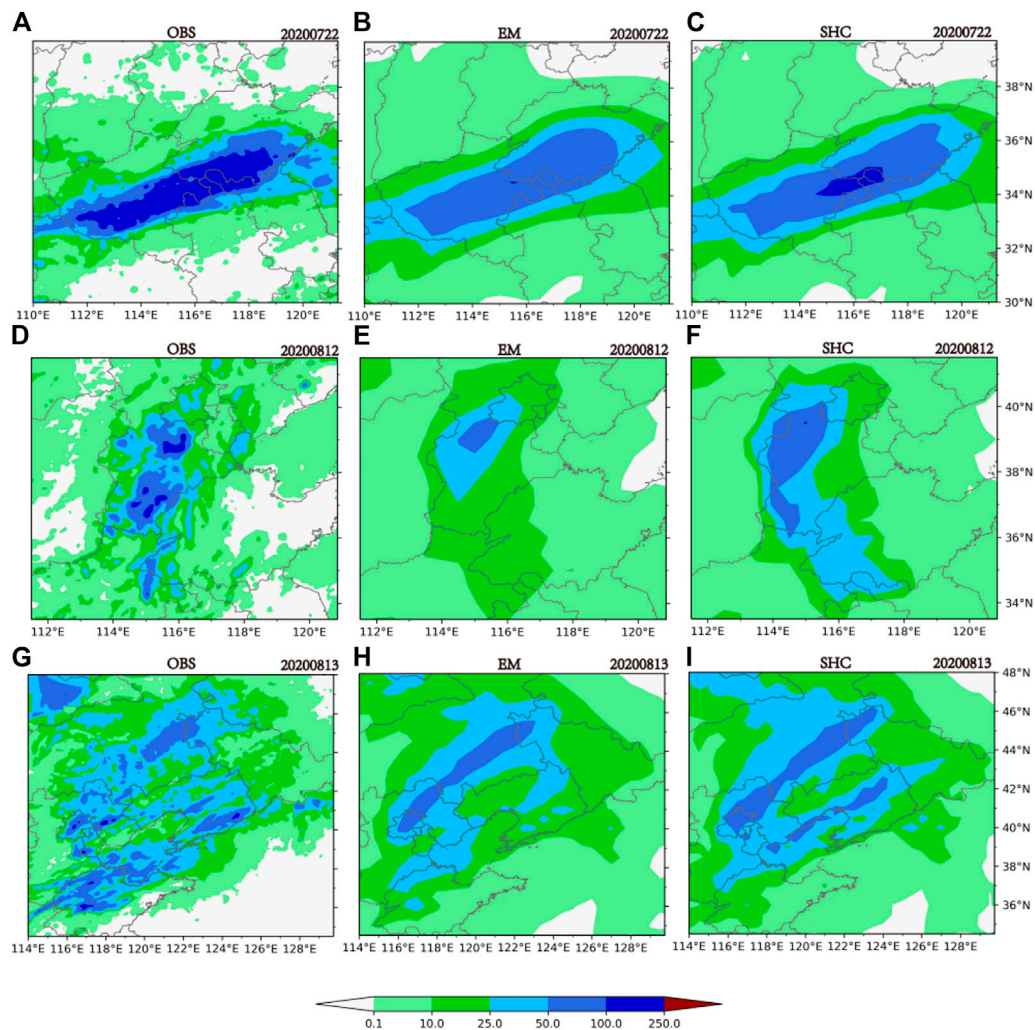 A OBS 20200722 B EM 20200722 C SHC 20200722
38°N
36°N
34°N
32°N
30°N
110°E 112°E 114°E 116°E 118°E 120°E 110°E 112°E 114°E 116°E 118°E 120°E 110°E 112°E 114°E 116°E 118°E 120°E
D OBS 20200812 E EM 20200812 F SHC 20200812
40°N
38°N
36°N
34°N
112°E 114°E 116°E 118°E 120°E 112°E 114°E 116°E 118°E 120°E 112°E 114°E 116°E 118°E 120°E
G OBS 20200813 H EM 20200813 I SHC 20200813
48°N
46°N
44°N
42°N
40°N
38°N
36°N
114°E 116°E 118°E 120°E 122°E 124°E 126°E 128°E 114°E 116°E 118°E 120°E 122°E 124°E 126°E 128°E 114°E 116°E 118°E 120°E 122°E 124°E 126°E 128°E
0.1 10.0 25.0 50.0 100.0 250.0